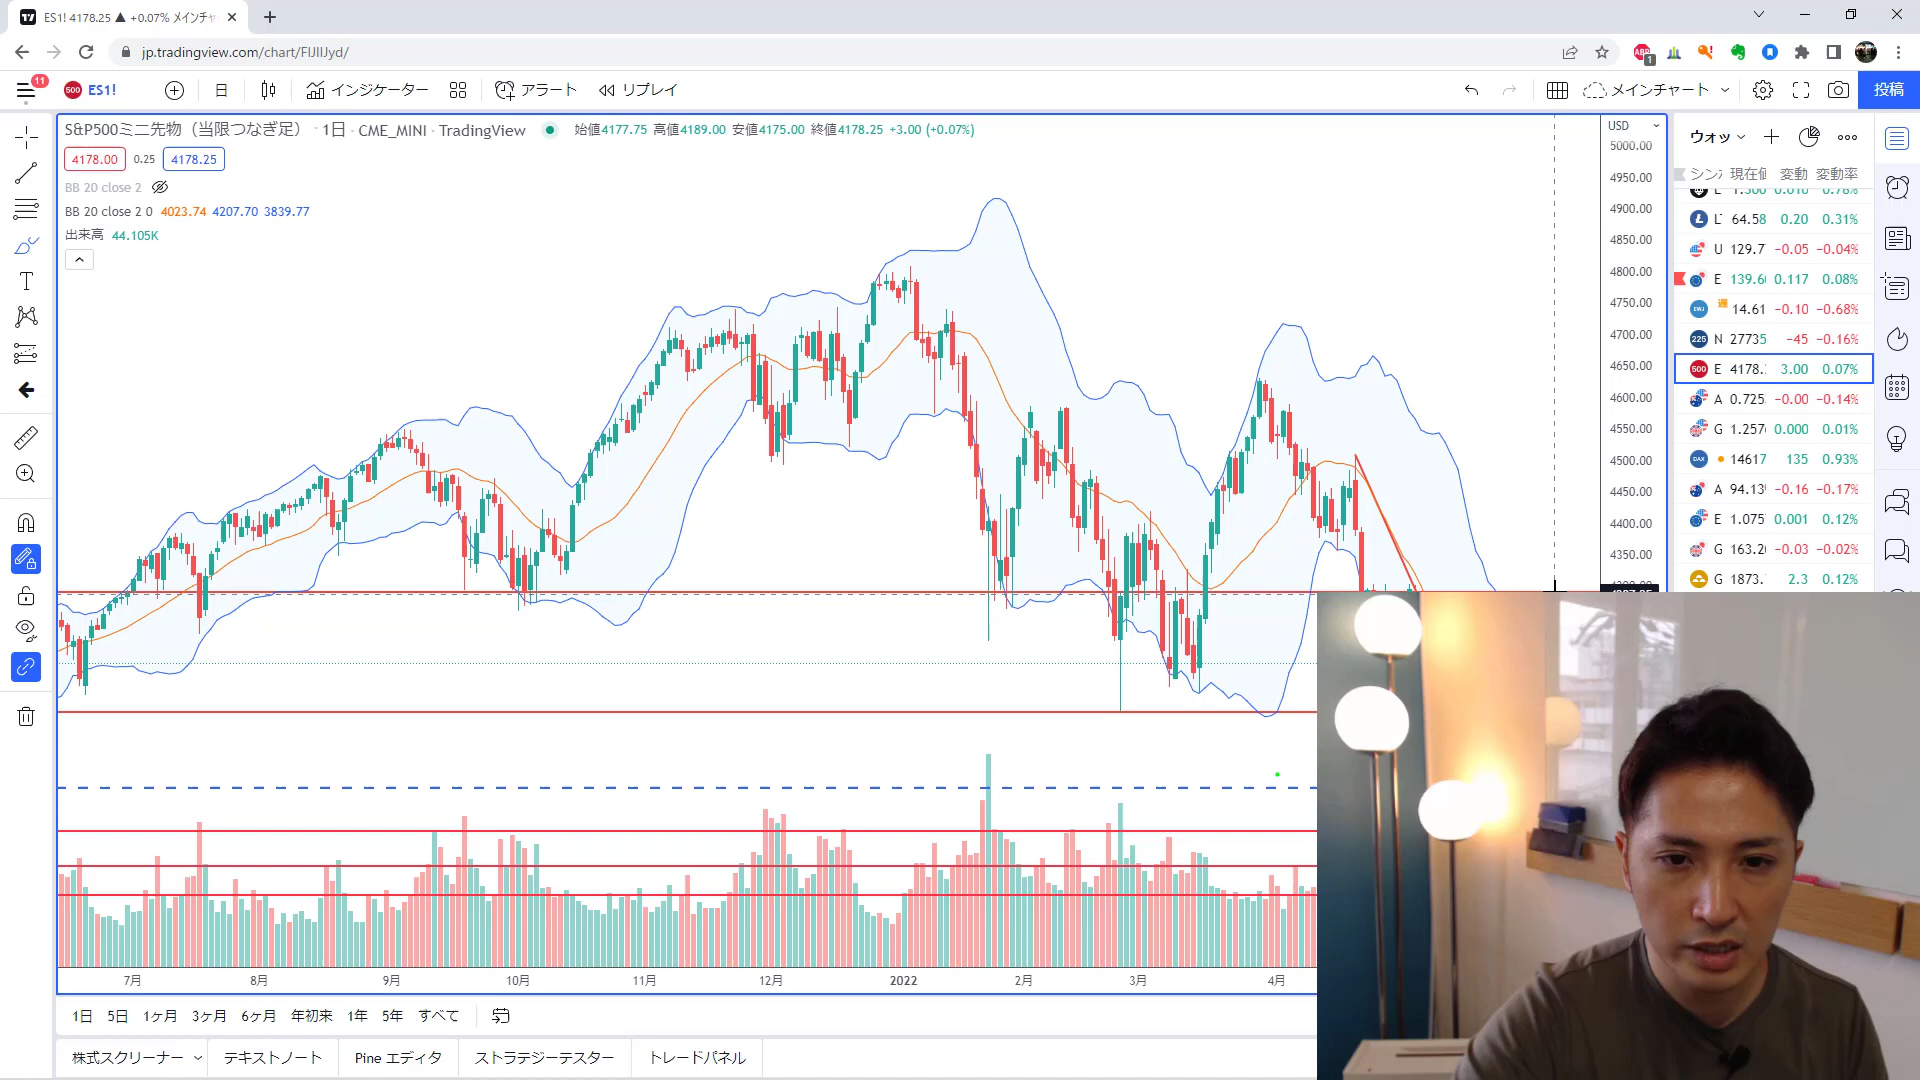 ES1! 4178.25 ▲ +0.07% メインチャ
jp.tradingview.com/chart/FIJIIJyd/
11
500 ES1!
日
インジケーター
アラート
リプレイ
メインチャート
投稿
S&P500ミニ先物（当限つなぎ足） · 1日 · CME_MINI · TradingView
始値4177.75 高値4189.00 安値4175.00 終値4178.25 +3.00 (+0.07%)
4178.00 0.25 4178.25
BB 20 close 2
BB 20 close 2 0 4023.74 4207.70 3839.77
出来高 44.105K
USD
5000.00
4950.00
4900.00
4850.00
4800.00
4750.00
4700.00
4650.00
4600.00
4550.00
4500.00
4450.00
4400.00
4350.00
ウォッ
シンボ 現在値 変動 変動率
E 1.300 0.010 0.78%
L 64.58 0.20 0.31%
U 129.7 −0.05 −0.04%
E 139.6 0.117 0.08%
EWJ 14.61 −0.10 −0.68%
225 N 27735 −45 −0.16%
500 E 4178. 3.00 0.07%
A 0.725 −0.00 −0.14%
G 1.257 0.000 0.01%
DAX 14617 135 0.93%
A 94.13 −0.16 −0.17%
E 1.075 0.001 0.12%
G 163.2 −0.03 −0.02%
G 1873. 2.3 0.12%
7月 8月 9月 10月 11月 12月 2022 2月 3月 4月
1日 5日 1ヶ月 3ヶ月 6ヶ月 年初来 1年 5年 すべて
株式スクリーナー テキストノート Pine エディタ ストラテジーテスター トレードパネル